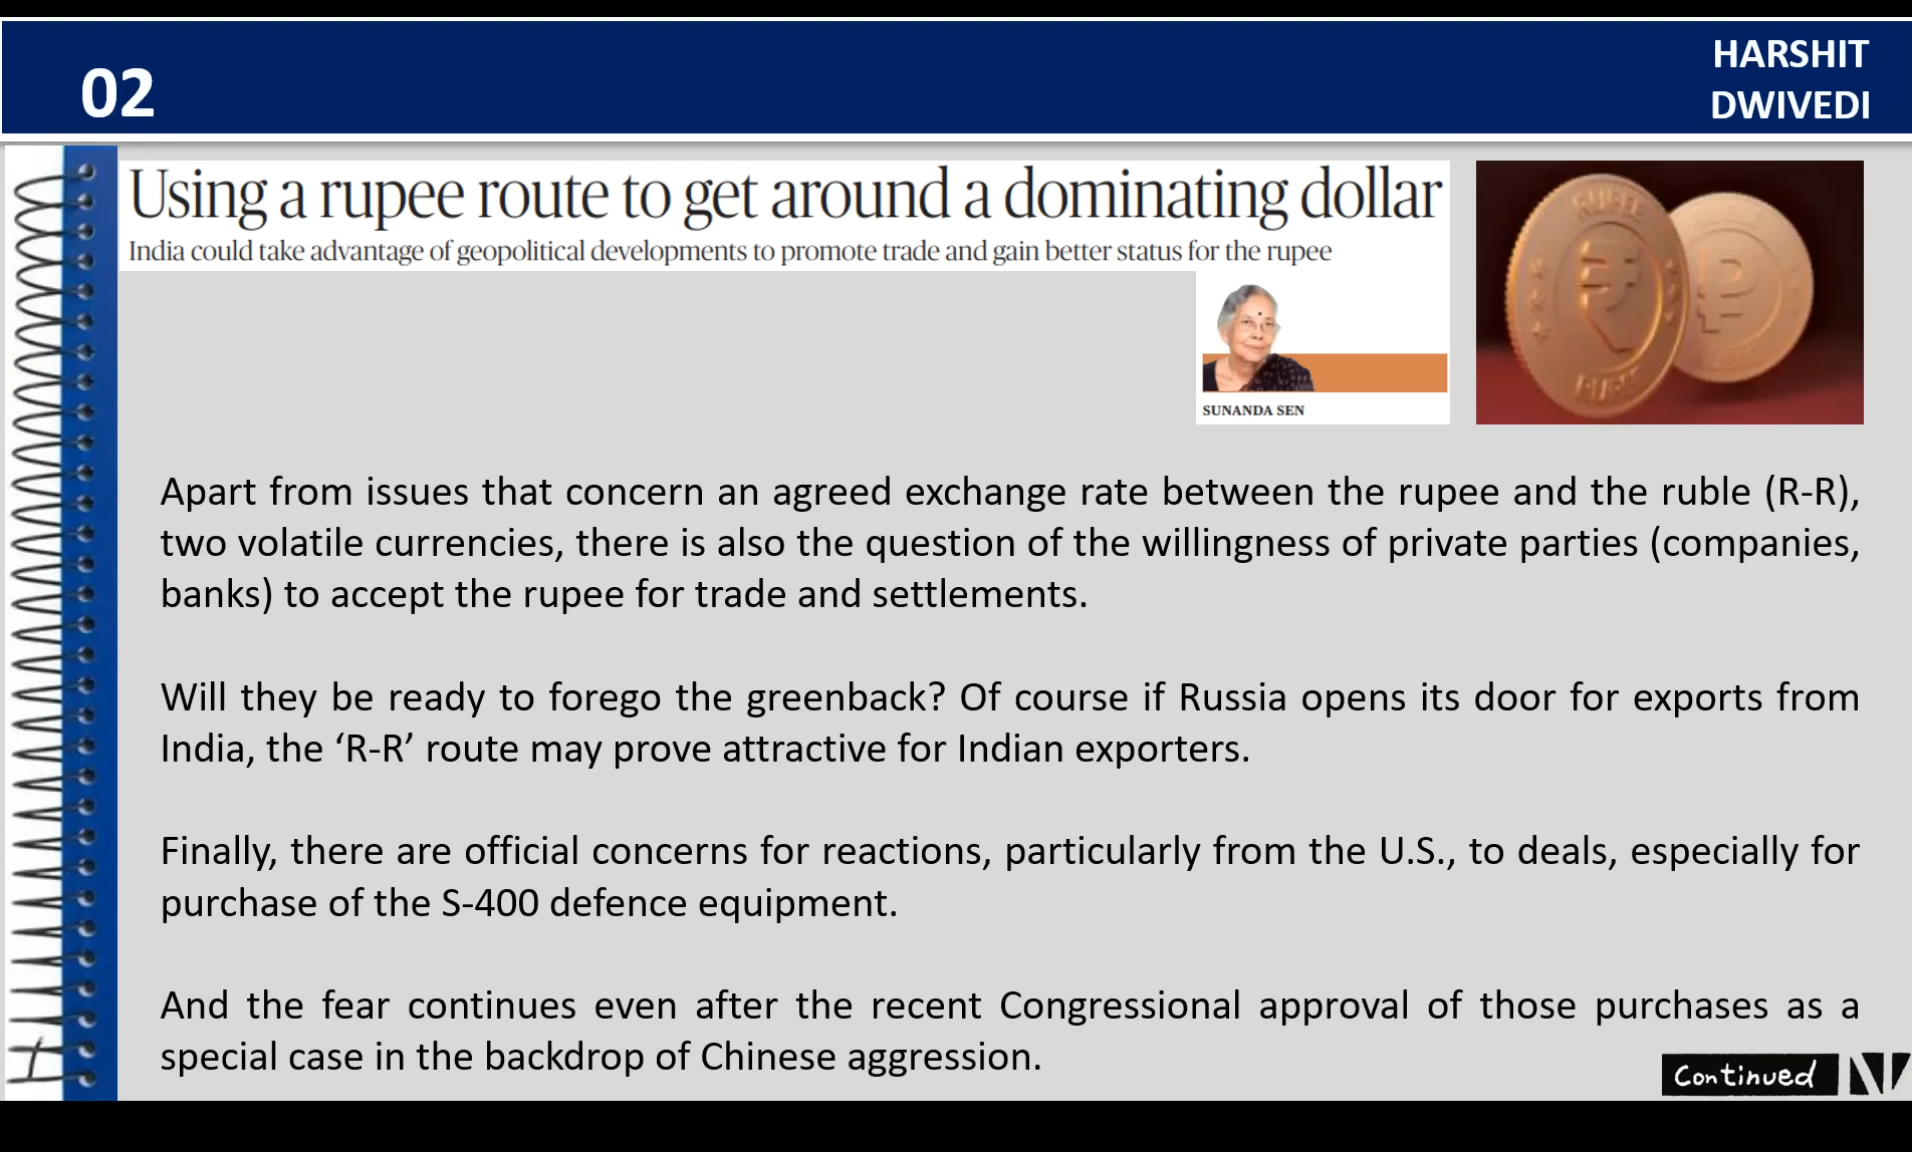 02
HARSHIT
DWIVEDI
Using a rupee route to get around a dominating dollar
India could take advantage of geopolitical developments to promote trade and gain better status for the rupee
SUNANDA SEN
RUPEE
₹
RUPEE
₽
Apart from issues that concern an agreed exchange rate between the rupee and the ruble (R-R),
two volatile currencies, there is also the question of the willingness of private parties (companies,
banks) to accept the rupee for trade and settlements.
Will they be ready to forego the greenback? Of course if Russia opens its door for exports from
India, the ‘R-R’ route may prove attractive for Indian exporters.
Finally, there are official concerns for reactions, particularly from the U.S., to deals, especially for
purchase of the S-400 defence equipment.
And the fear continues even after the recent Congressional approval of those purchases as a
special case in the backdrop of Chinese aggression.
Continued